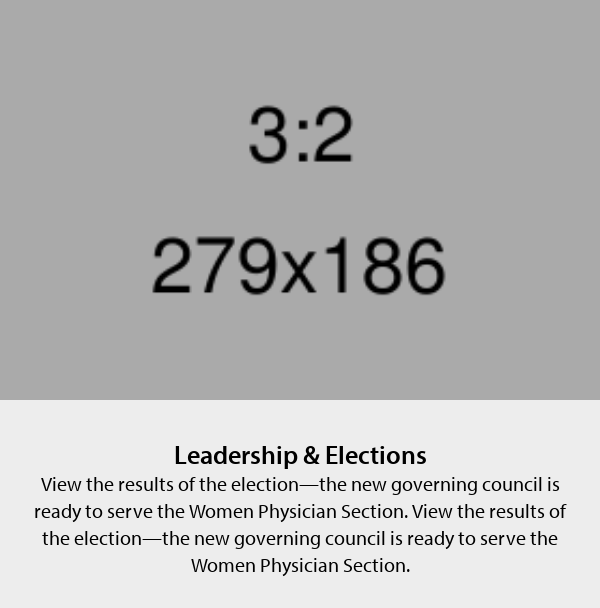 3:2
279x186
Leadership & Elections
View the results of the election—the new governing council is
ready to serve the Women Physician Section. View the results of
the election—the new governing council is ready to serve the
Women Physician Section.